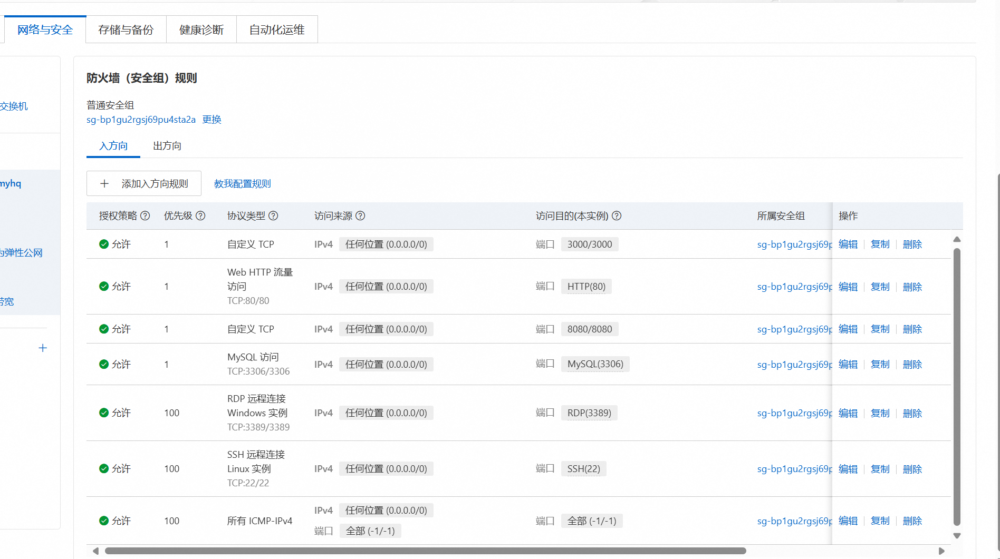 网络与安全
存储与备份
健康诊断
自动化运维
交换机
myhq
为弹性公网
带宽
防火墙（安全组）规则
普通安全组
sg-bp1gu2rgsj69pu4sta2a 更换
入方向 出方向
添加入方向规则 教我配置规则
授权策略 优先级 协议类型 访问来源 访问目的(本实例) 所属安全组 操作
允许 1 自定义 TCP IPv4 任何位置 (0.0.0.0/0) 端口 3000/3000 sg-bp1gu2rgsj69p 编辑 复制 删除
Web HTTP 流量
允许 1 访问 IPv4 任何位置 (0.0.0.0/0) 端口 HTTP(80) sg-bp1gu2rgsj69p 编辑 复制 删除
TCP:80/80
允许 1 自定义 TCP IPv4 任何位置 (0.0.0.0/0) 端口 8080/8080 sg-bp1gu2rgsj69p 编辑 复制 删除
MySQL 访问
允许 1 IPv4 任何位置 (0.0.0.0/0) 端口 MySQL(3306) sg-bp1gu2rgsj69p 编辑 复制 删除
TCP:3306/3306
RDP 远程连接
允许 100 Windows 实例 IPv4 任何位置 (0.0.0.0/0) 端口 RDP(3389) sg-bp1gu2rgsj69p 编辑 复制 删除
TCP:3389/3389
SSH 远程连接
允许 100 Linux 实例 IPv4 任何位置 (0.0.0.0/0) 端口 SSH(22) sg-bp1gu2rgsj69p 编辑 复制 删除
TCP:22/22
IPv4 任何位置 (0.0.0.0/0)
允许 100 所有 ICMP-IPv4 端口 全部 (-1/-1) sg-bp1gu2rgsj69p 编辑 复制 删除
端口 全部 (-1/-1)